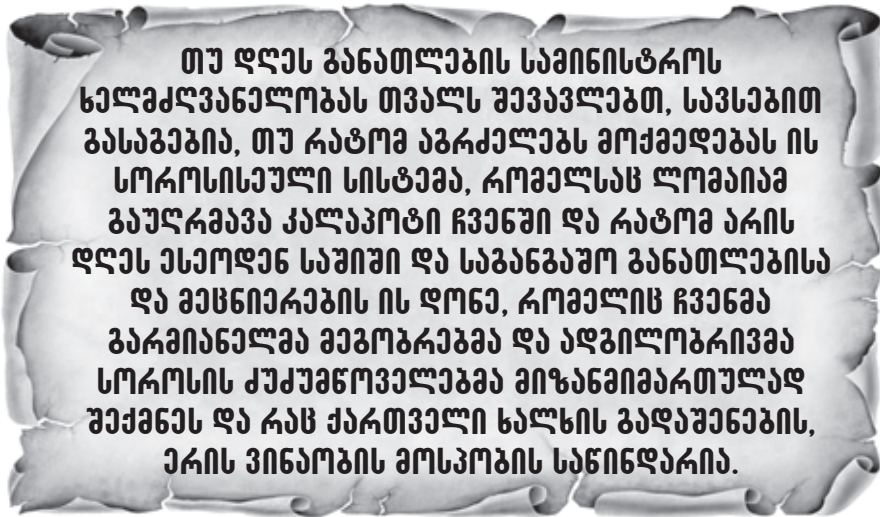 თუ დღეს განათლების სამინისტროს
ხელმძღვანელობას თვალს შევავლებთ, სავსებით
გასაგებია, თუ რატომ აგრძელებს მოქმედებას ის
სოროსისეული სისტემა, რომელსაც ლომაიამ
გაუღრმავა კალაპოტი ჩვენში და რატომ არის
დღეს ესეოდენ საშიში და საგანგაშო განათლებისა
და მეცნიერების ის დონე, რომელიც ჩვენმა
გარმიანელმა მეგობრებმა და ადგილობრივმა
სოროსის ძუძუმწოველებმა მიზანმიმართულად
შექმნეს და რაც ქართველი ხალხის გადაშენების,
ერის ვინაობის მოსპობის საწინდარია.